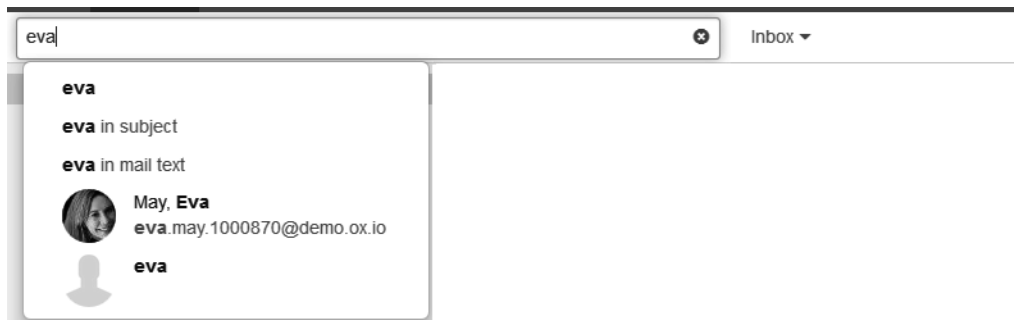 eva
Inbox
eva
eva in subject
eva in mail text
May, Eva
eva.may.1000870@demo.ox.io
eva